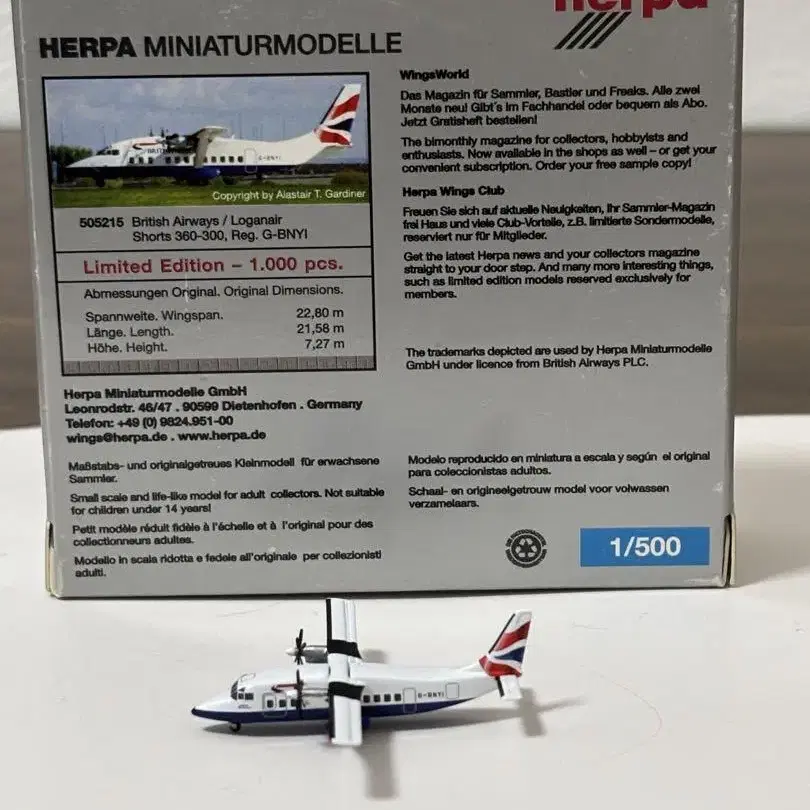 herpa
HERPA MINIATURMODELLE
G-BNYI
Copyright by Alastair T. Gardiner
505215 British Airways / Loganair
Shorts 360-300, Reg. G-BNYI
Limited Edition – 1.000 pcs.
Abmessungen Original. Original Dimensions.
Spannweite. Wingspan. 22,80 m
Länge. Length. 21,58 m
Höhe. Height. 7,27 m
Herpa Miniaturmodelle GmbH
Leonrodstr. 46/47 . 90599 Dietenhofen . Germany
Telefon: +49 (0) 9824.951-00
wings@herpa.de . www.herpa.de
Maßstabs- und originalgetreues Kleinmodell für erwachsene
Sammler.
Small scale and life-like model for adult collectors. Not suitable
for children under 14 years!
Petit modèle réduit fidèle à l'échelle et à l'original pour des
collectionneurs adultes.
Modello in scala ridotta e fedele all'originale per collezionisti
adulti.
WingsWorld
Das Magazin für Sammler, Bastler und Freaks. Alle zwei
Monate neu! Gibt´s im Fachhandel oder bequem als Abo.
Jetzt Gratisheft bestellen!
The bimonthly magazine for collectors, hobbyists and
enthusiasts. Now available in the shops as well – or get your
convenient subscription. Order your free sample copy!
Herpa Wings Club
Freuen Sie sich auf aktuelle Neuigkeiten, Ihr Sammler-Magazin
frei Haus und viele Club-Vorteile, z.B. limitierte Sondermodelle,
reserviert nur für Mitglieder.
Get the latest Herpa news and your collectors magazine
straight to your door step. And many more interesting things,
such as limited edition models reserved exclusively for
members.
The trademarks depicted are used by Herpa Miniaturmodelle
GmbH under licence from British Airways PLC.
Modelo reproducido en miniatura a escala y según el original
para coleccionistas adultos.
Schaal- en origineelgetrouw model voor volwassen
verzamelaars.
1/500
G-BNYI